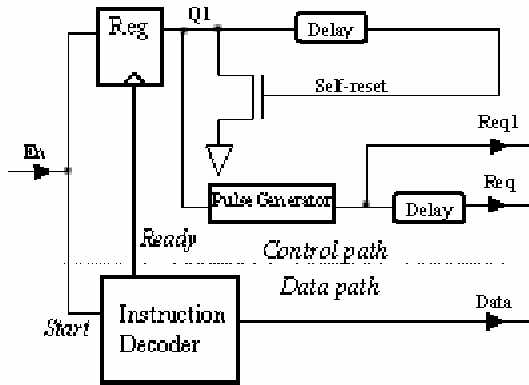 Reg
Q1
Delay
Self-reset
Req1
En
Pulse Generator
Delay
Req
Ready
Control path
Data path
Start
Instruction
Decoder
Data